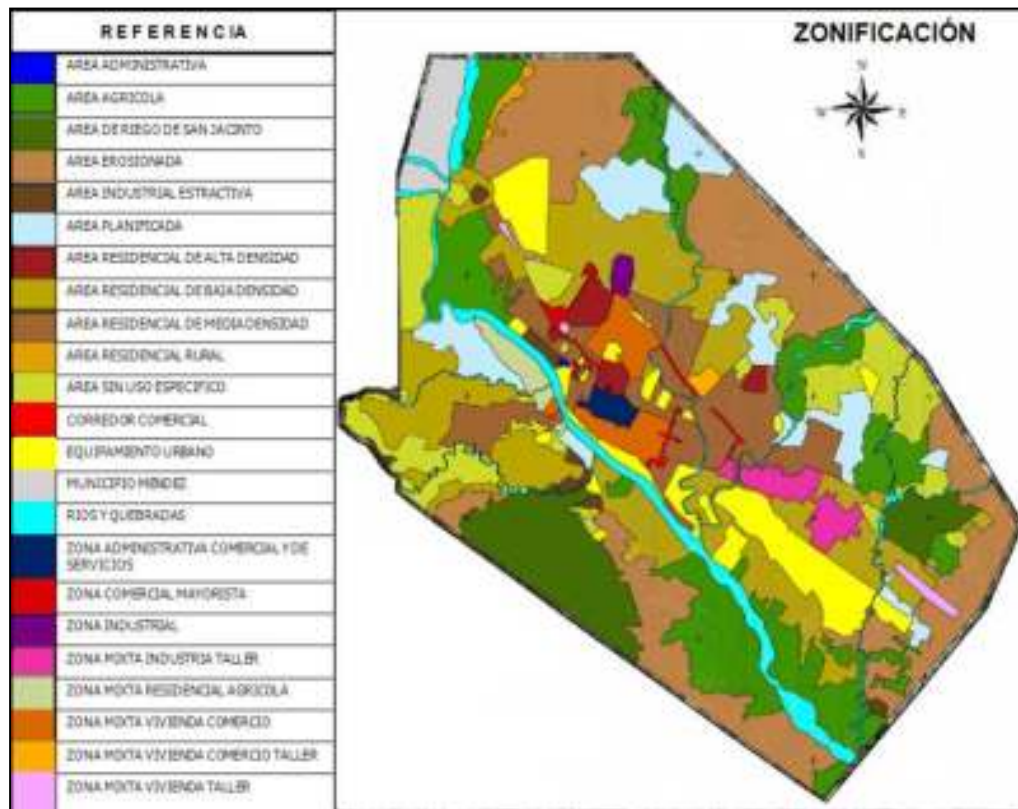 REFERENCIA
AREA ADMINISTRATIVA
AREA AGRICOLA
AREA DE RIEGO DE SAN JACINTO
AREA EROSIONADA
AREA INDUSTRIAL ESTRACTIVA
AREA PLANIFICADA
AREA RESIDENCIAL DE ALTA DENSIDAD
AREA RESIDENCIAL DE BAJA DENSIDAD
AREA RESIDENCIAL DE MEDIA DENSIDAD
AREA RESIDENCIAL RURAL
AREA SIN USO ESPECIFICO
CORREDOR COMERCIAL
EQUIPAMIENTO URBANO
MUNICIPIO MENDEZ
RIOS Y QUEBRADAS
ZONA ADMINISTRATIVA COMERCIAL Y DE
SERVICIOS
ZONA COMERCIAL MAYORISTA
ZONA INDUSTRIAL
ZONA MIXTA INDUSTRIA TALLER
ZONA MIXTA RESIDENCIAL AGRICOLA
ZONA MIXTA VIVIENDA COMERCIO
ZONA MIXTA VIVIENDA COMERCIO TALLER
ZONA MIXTA VIVIENDA TALLER
ZONIFICACIÓN